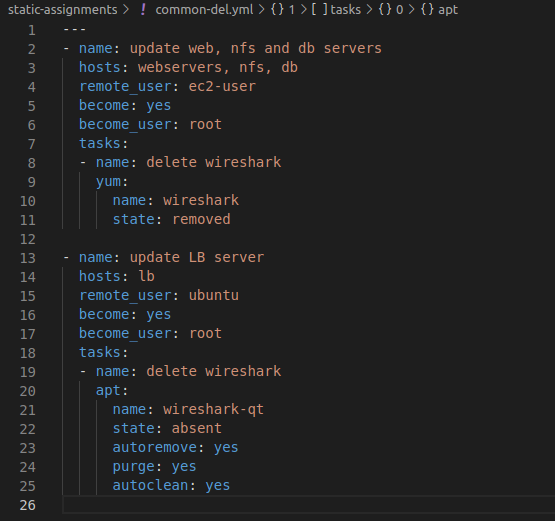 static-assignments > ! common-del.yml > {} 1 > [ ] tasks > {} 0 > {} apt
1 ---
2 - name: update web, nfs and db servers
3   hosts: webservers, nfs, db
4   remote_user: ec2-user
5   become: yes
6   become_user: root
7   tasks:
8   - name: delete wireshark
9     yum:
10       name: wireshark
11       state: removed
12
13 - name: update LB server
14   hosts: lb
15   remote_user: ubuntu
16   become: yes
17   become_user: root
18   tasks:
19   - name: delete wireshark
20     apt:
21       name: wireshark-qt
22       state: absent
23       autoremove: yes
24       purge: yes
25       autoclean: yes
26